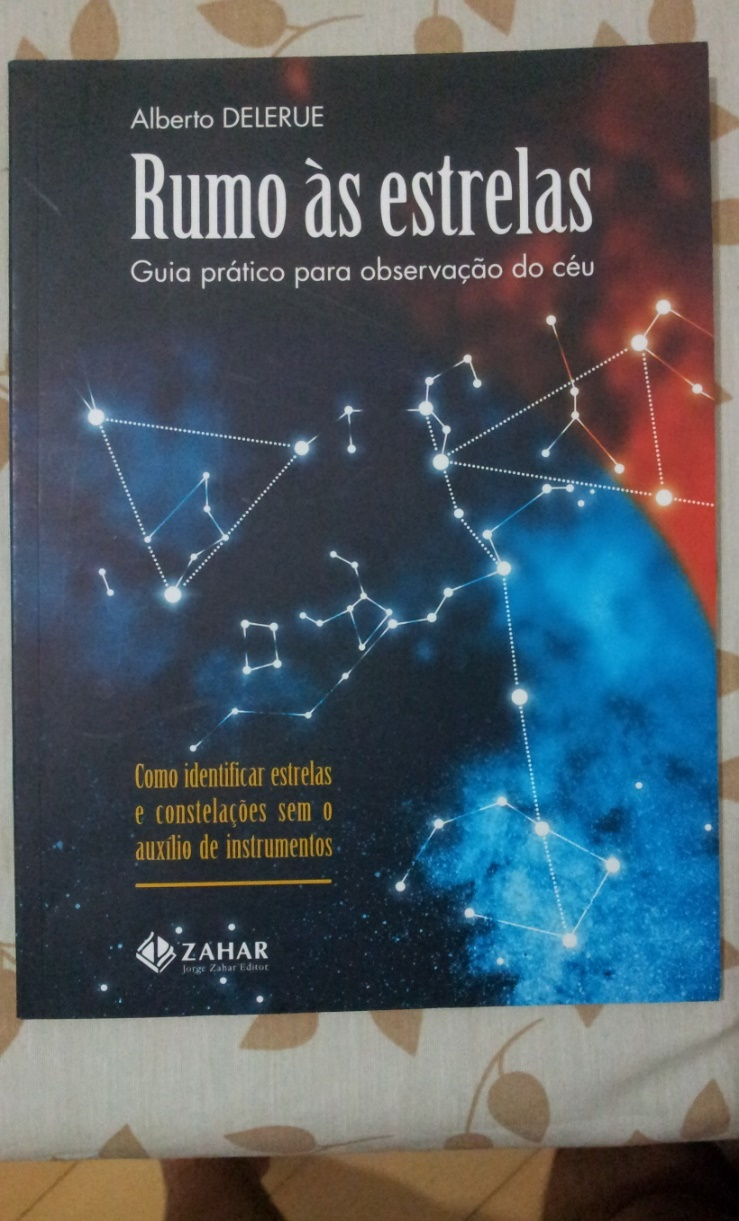 Alberto DELERUE
Rumo às estrelas
Guia prático para observação do céu
Como identificar estrelas
e constelações sem o
auxílio de instrumentos
ZAHAR
Jorge Zahar Editor